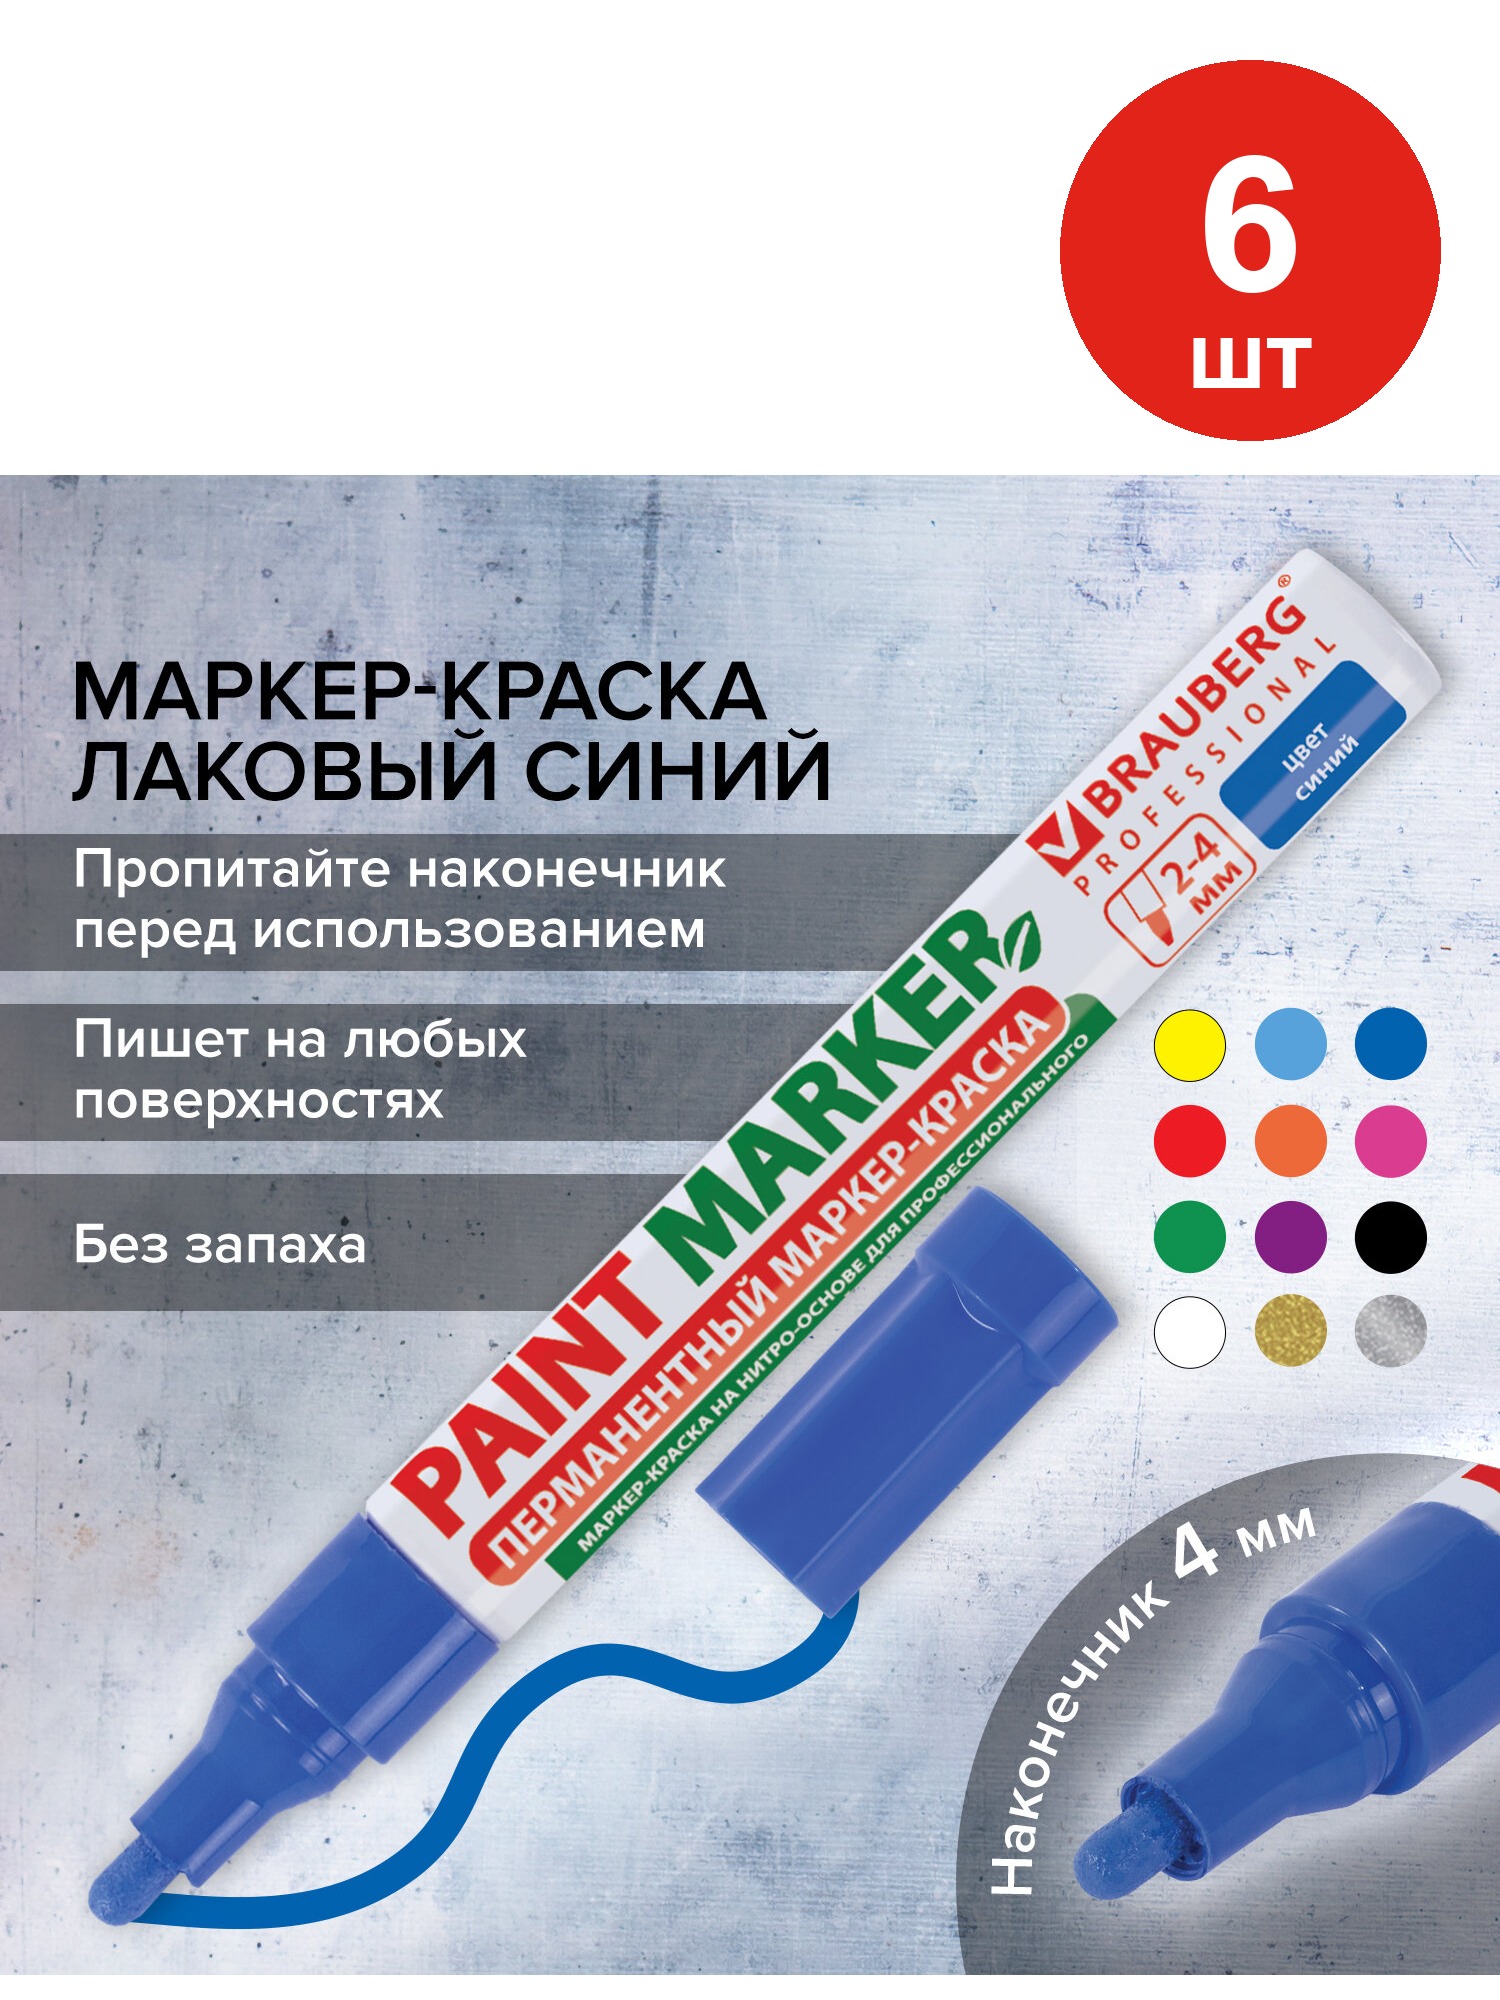 6
шт
МАРКЕР-КРАСКА
ЛАКОВЫЙ СИНИЙ
Пропитайте наконечник
перед использованием
Пишет на любых
поверхностях
Без запаха
BRAUBERG®
PROFESSIONAL
цвет
синий
2-4
мм
PAINT MARKER
ПЕРМАНЕНТНЫЙ МАРКЕР-КРАСКА
МАРКЕР-КРАСКА НА НИТРО-ОСНОВЕ ДЛЯ ПРОФЕССИОНАЛЬНОГО
Наконечник 4 мм